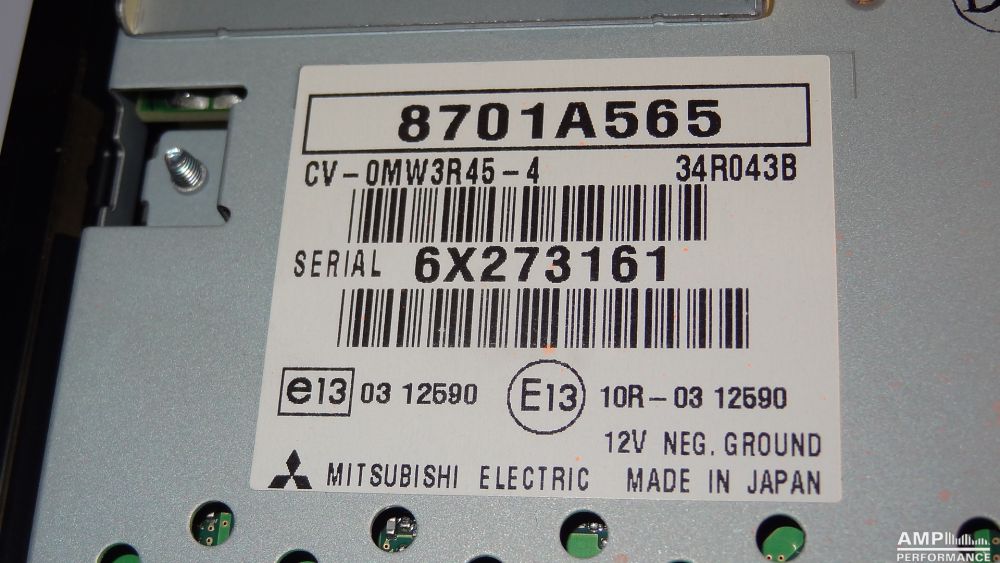 8701A565
CV-0MW3R45-4 34R043B
SERIAL 6X273161
e13 03 12590 E13 10R-03 12590
12V NEG. GROUND
MITSUBISHI ELECTRIC MADE IN JAPAN
AMP
PERFORMANCE